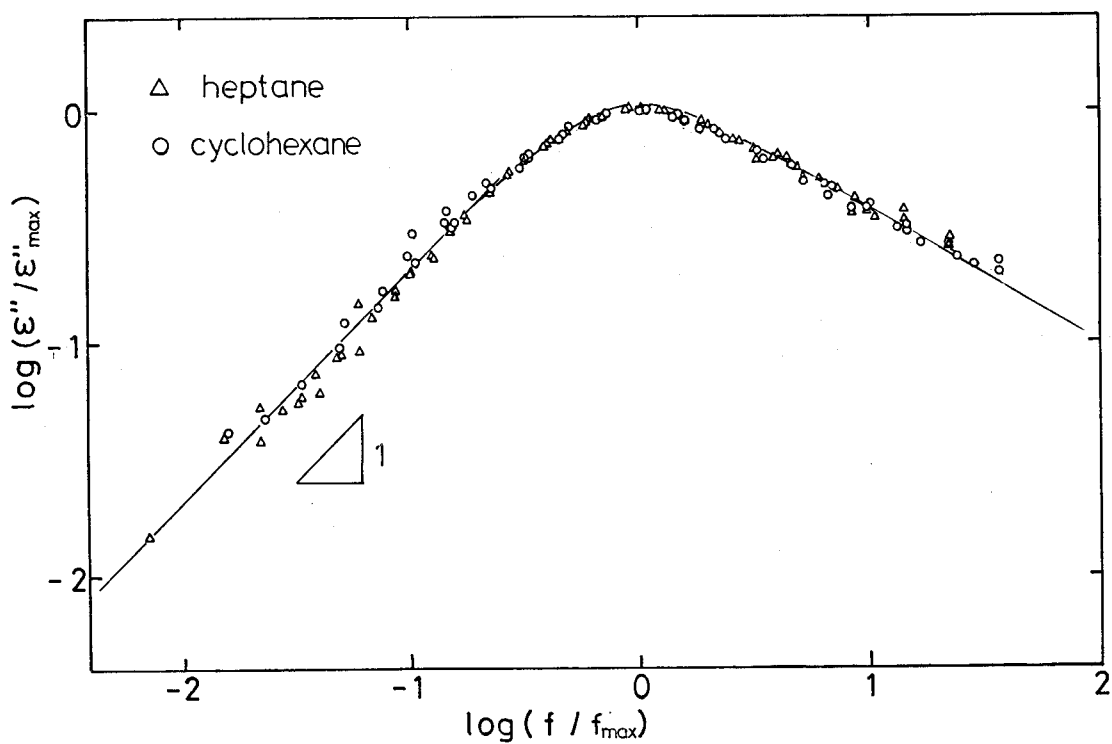 △ heptane
○ cyclohexane
0
-1
-2
log (ε"/ε"max)
1
-2
-1
0
1
2
log ( f / fmax)